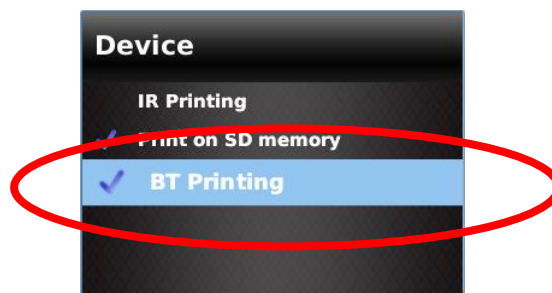 Device
IR Printing
Print on SD memory
BT Printing